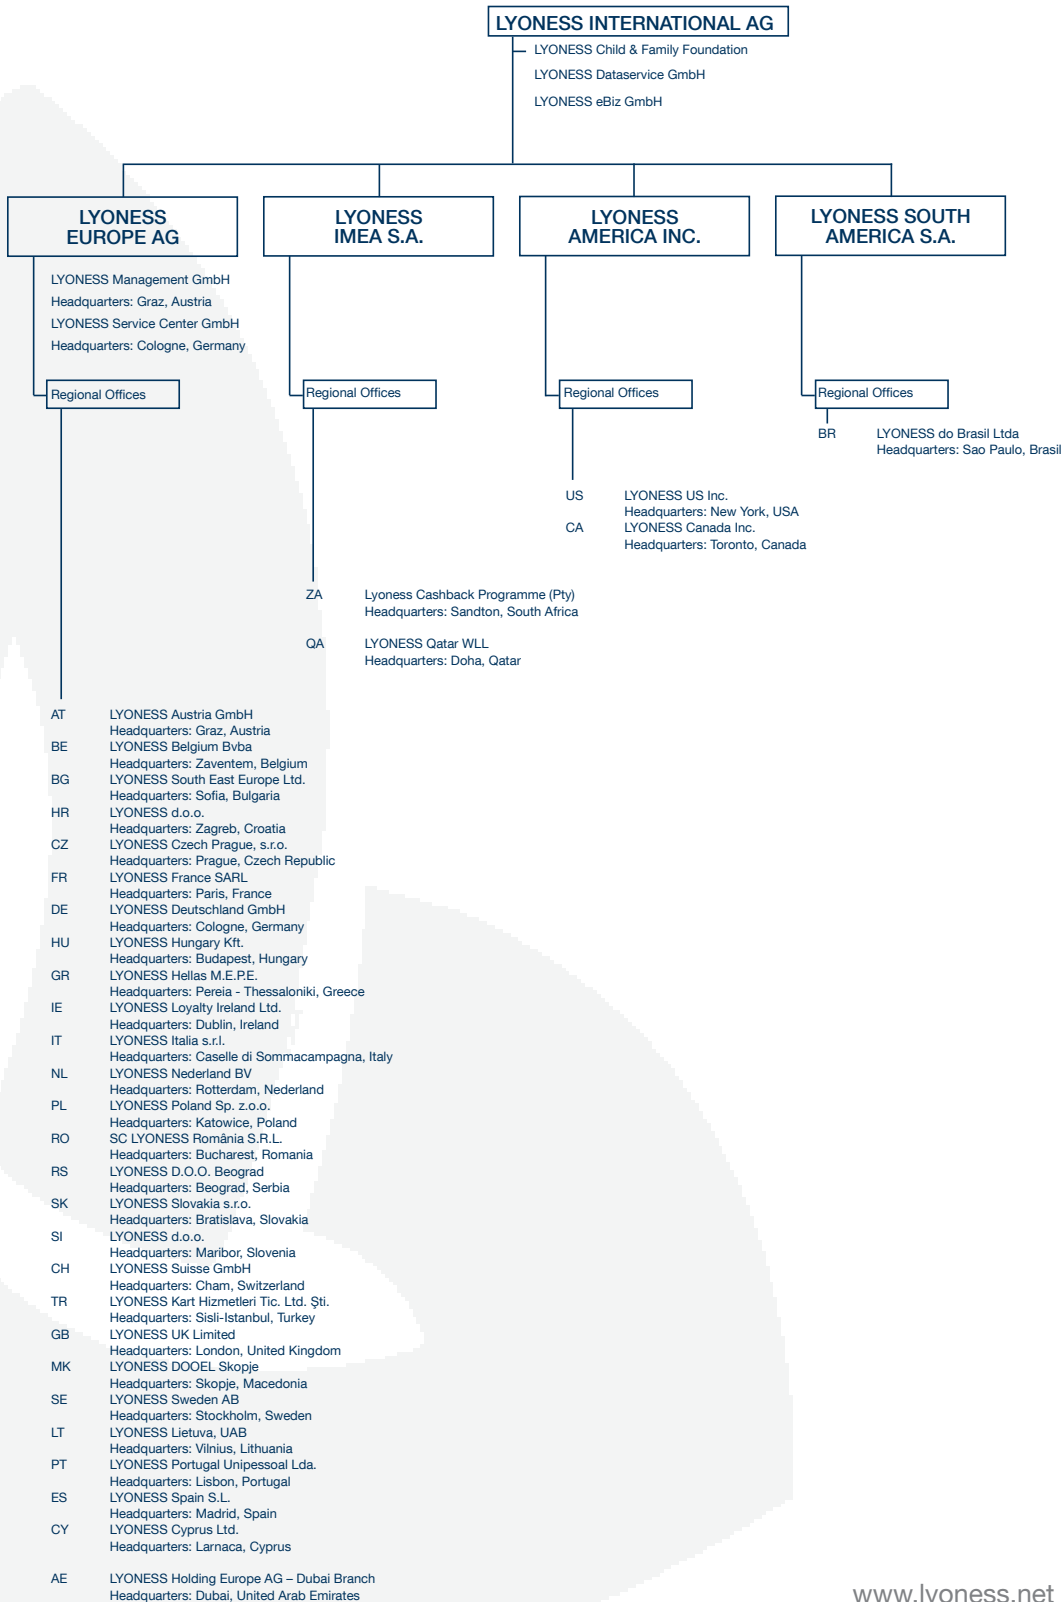 LYONESS INTERNATIONAL AG
LYONESS Child & Family Foundation
LYONESS Dataservice GmbH
LYONESS eBiz GmbH
LYONESS
EUROPE AG
LYONESS
IMEA S.A.
LYONESS
AMERICA INC.
LYONESS SOUTH
AMERICA S.A.
LYONESS Management GmbH
Headquarters: Graz, Austria
LYONESS Service Center GmbH
Headquarters: Cologne, Germany
Regional Offices
Regional Offices
Regional Offices
Regional Offices
BR LYONESS do Brasil Ltda
Headquarters: Sao Paulo, Brasil
US LYONESS US Inc.
Headquarters: New York, USA
CA LYONESS Canada Inc.
Headquarters: Toronto, Canada
ZA Lyoness Cashback Programme (Pty)
Headquarters: Sandton, South Africa
QA LYONESS Qatar WLL
Headquarters: Doha, Qatar
AT LYONESS Austria GmbH
Headquarters: Graz, Austria
BE LYONESS Belgium Bvba
Headquarters: Zaventem, Belgium
BG LYONESS South East Europe Ltd.
Headquarters: Sofia, Bulgaria
HR LYONESS d.o.o.
Headquarters: Zagreb, Croatia
CZ LYONESS Czech Prague, s.r.o.
Headquarters: Prague, Czech Republic
FR LYONESS France SARL
Headquarters: Paris, France
DE LYONESS Deutschland GmbH
Headquarters: Cologne, Germany
HU LYONESS Hungary Kft.
Headquarters: Budapest, Hungary
GR LYONESS Hellas M.E.P.E.
Headquarters: Pereia - Thessaloniki, Greece
IE LYONESS Loyalty Ireland Ltd.
Headquarters: Dublin, Ireland
IT LYONESS Italia s.r.l.
Headquarters: Caselle di Sommacampagna, Italy
NL LYONESS Nederland BV
Headquarters: Rotterdam, Nederland
PL LYONESS Poland Sp. z.o.o.
Headquarters: Katowice, Poland
RO SC LYONESS România S.R.L.
Headquarters: Bucharest, Romania
RS LYONESS D.O.O. Beograd
Headquarters: Beograd, Serbia
SK LYONESS Slovakia s.r.o.
Headquarters: Bratislava, Slovakia
SI LYONESS d.o.o.
Headquarters: Maribor, Slovenia
CH LYONESS Suisse GmbH
Headquarters: Cham, Switzerland
TR LYONESS Kart Hizmetleri Tic. Ltd. Şti.
Headquarters: Sisli-Istanbul, Turkey
GB LYONESS UK Limited
Headquarters: London, United Kingdom
MK LYONESS DOOEL Skopje
Headquarters: Skopje, Macedonia
SE LYONESS Sweden AB
Headquarters: Stockholm, Sweden
LT LYONESS Lietuva, UAB
Headquarters: Vilnius, Lithuania
PT LYONESS Portugal Unipessoal Lda.
Headquarters: Lisbon, Portugal
ES LYONESS Spain S.L.
Headquarters: Madrid, Spain
CY LYONESS Cyprus Ltd.
Headquarters: Larnaca, Cyprus
AE LYONESS Holding Europe AG – Dubai Branch
Headquarters: Dubai, United Arab Emirates
www.lyoness.net